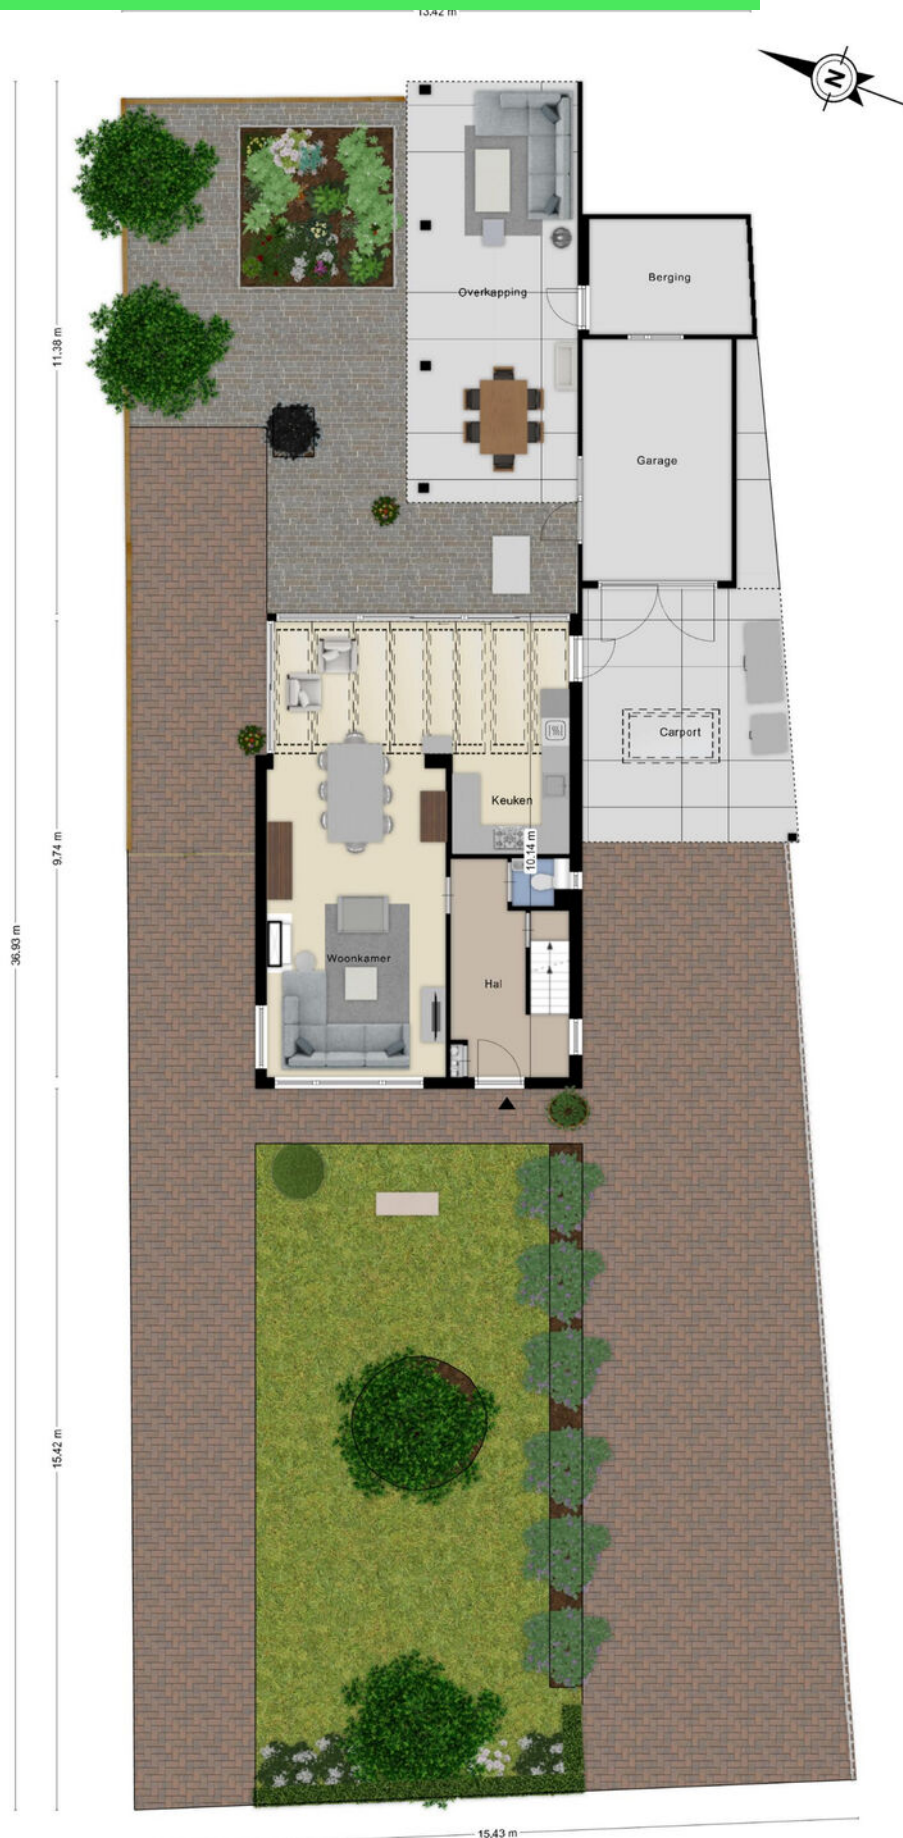 13.42 m
N
Berging
Overkapping
11.38 m
Garage
Carport
Keuken
10.14 m
9.74 m
36.93 m
Woonkamer
Hal
15.42 m
15.43 m